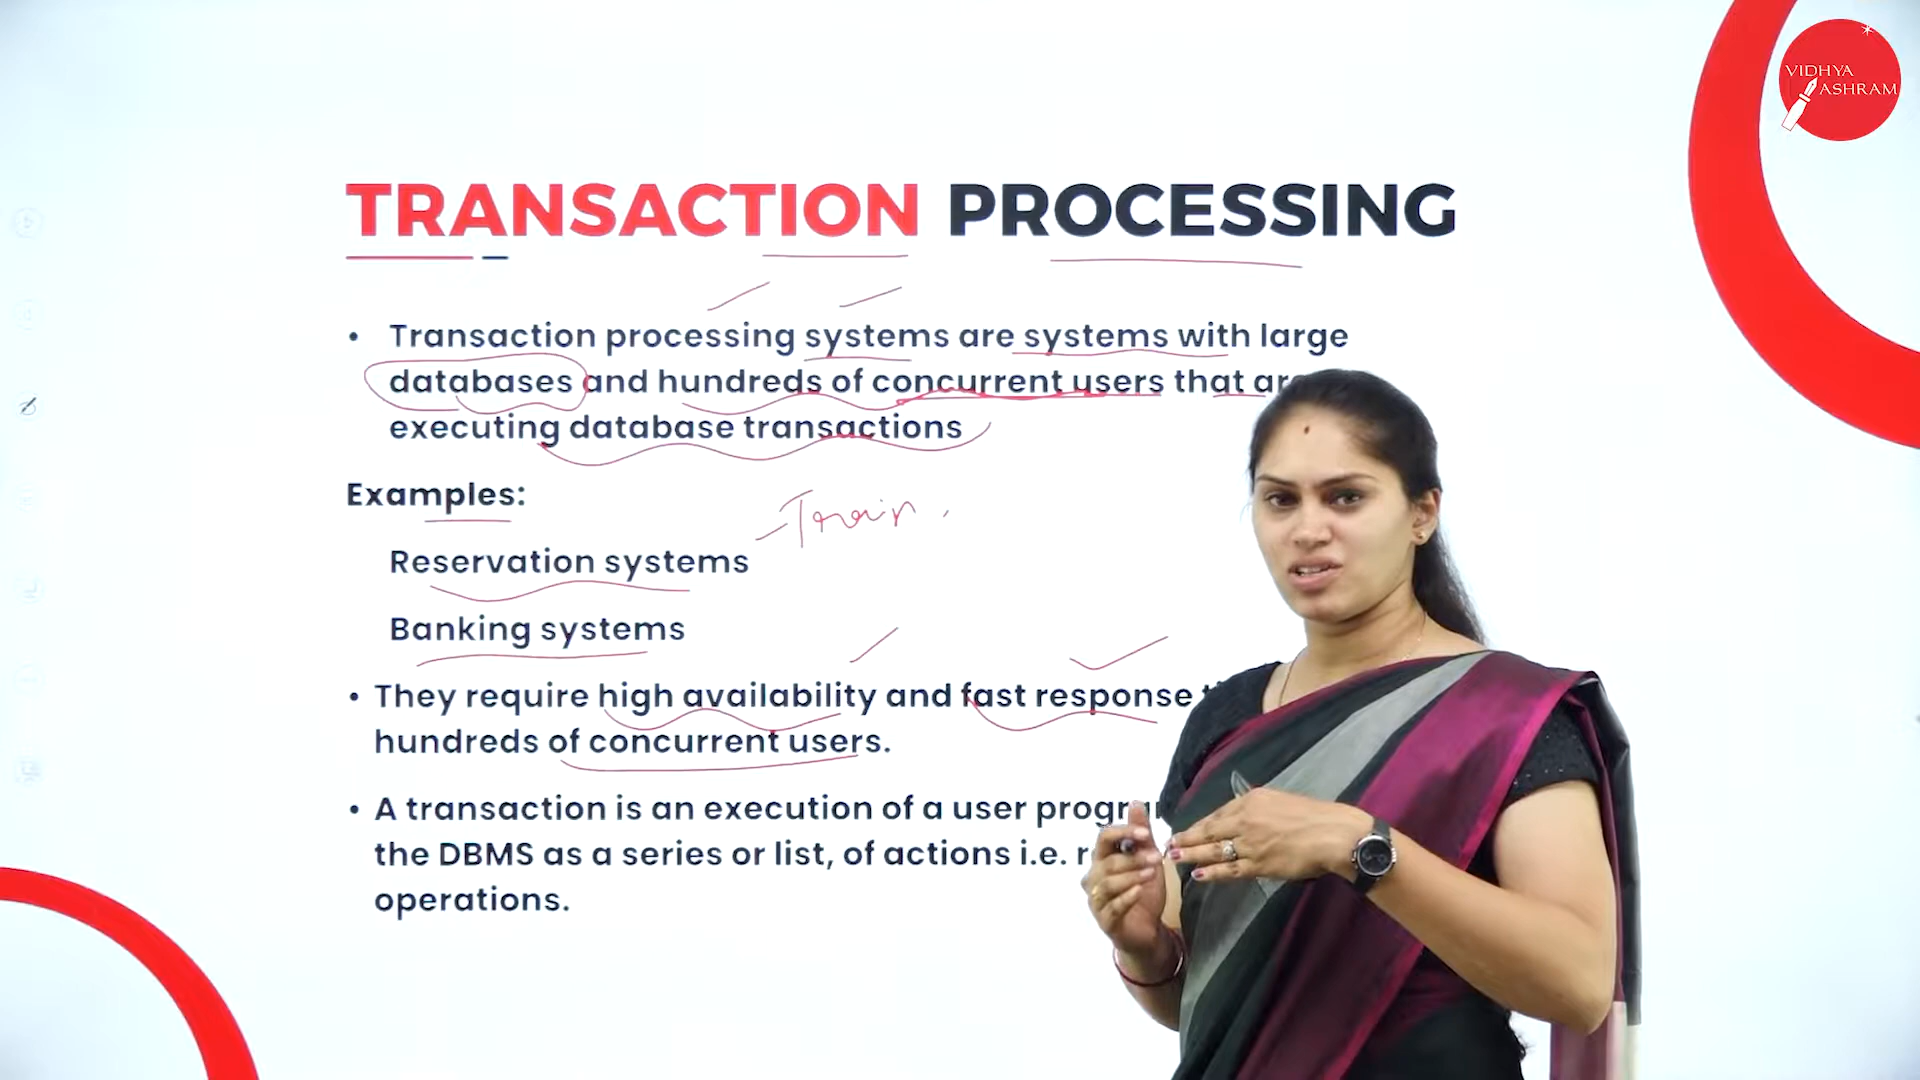 VIDHYA
ASHRAM
TRANSACTION PROCESSING
• Transaction processing systems are systems with large
databases and hundreds of concurrent users that
executing database transactions
Examples:
Train
Reservation systems
Banking systems
• They require high availability and fast response
hundreds of concurrent users.
• A transaction is an execution of a user
the DBMS as a series or list, of actions i.e.
operations.